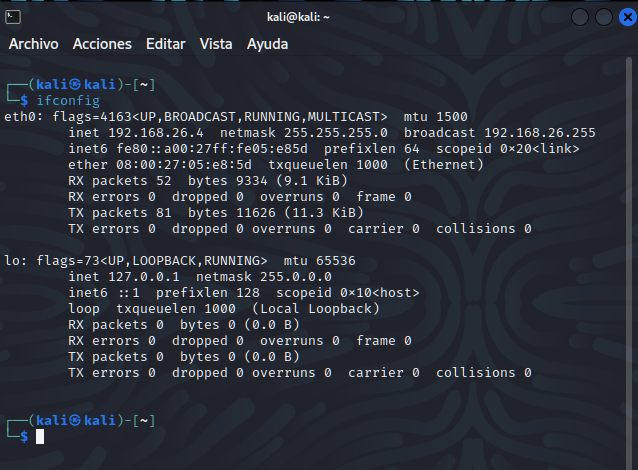 kali@kali: ~
Archivo Acciones Editar Vista Ayuda
┌──(kali㉿kali)-[~]
└─$ ifconfig
eth0: flags=4163<UP,BROADCAST,RUNNING,MULTICAST>  mtu 1500
        inet 192.168.26.4  netmask 255.255.255.0  broadcast 192.168.26.255
        inet6 fe80::a00:27ff:fe05:e85d  prefixlen 64  scopeid 0x20<link>
        ether 08:00:27:05:e8:5d  txqueuelen 1000  (Ethernet)
        RX packets 52  bytes 9334 (9.1 KiB)
        RX errors 0  dropped 0  overruns 0  frame 0
        TX packets 81  bytes 11626 (11.3 KiB)
        TX errors 0  dropped 0 overruns 0  carrier 0  collisions 0
lo: flags=73<UP,LOOPBACK,RUNNING>  mtu 65536
        inet 127.0.0.1  netmask 255.0.0.0
        inet6 ::1  prefixlen 128  scopeid 0x10<host>
        loop  txqueuelen 1000  (Local Loopback)
        RX packets 0  bytes 0 (0.0 B)
        RX errors 0  dropped 0  overruns 0  frame 0
        TX packets 0  bytes 0 (0.0 B)
        TX errors 0  dropped 0 overruns 0  carrier 0  collisions 0
┌──(kali㉿kali)-[~]
└─$